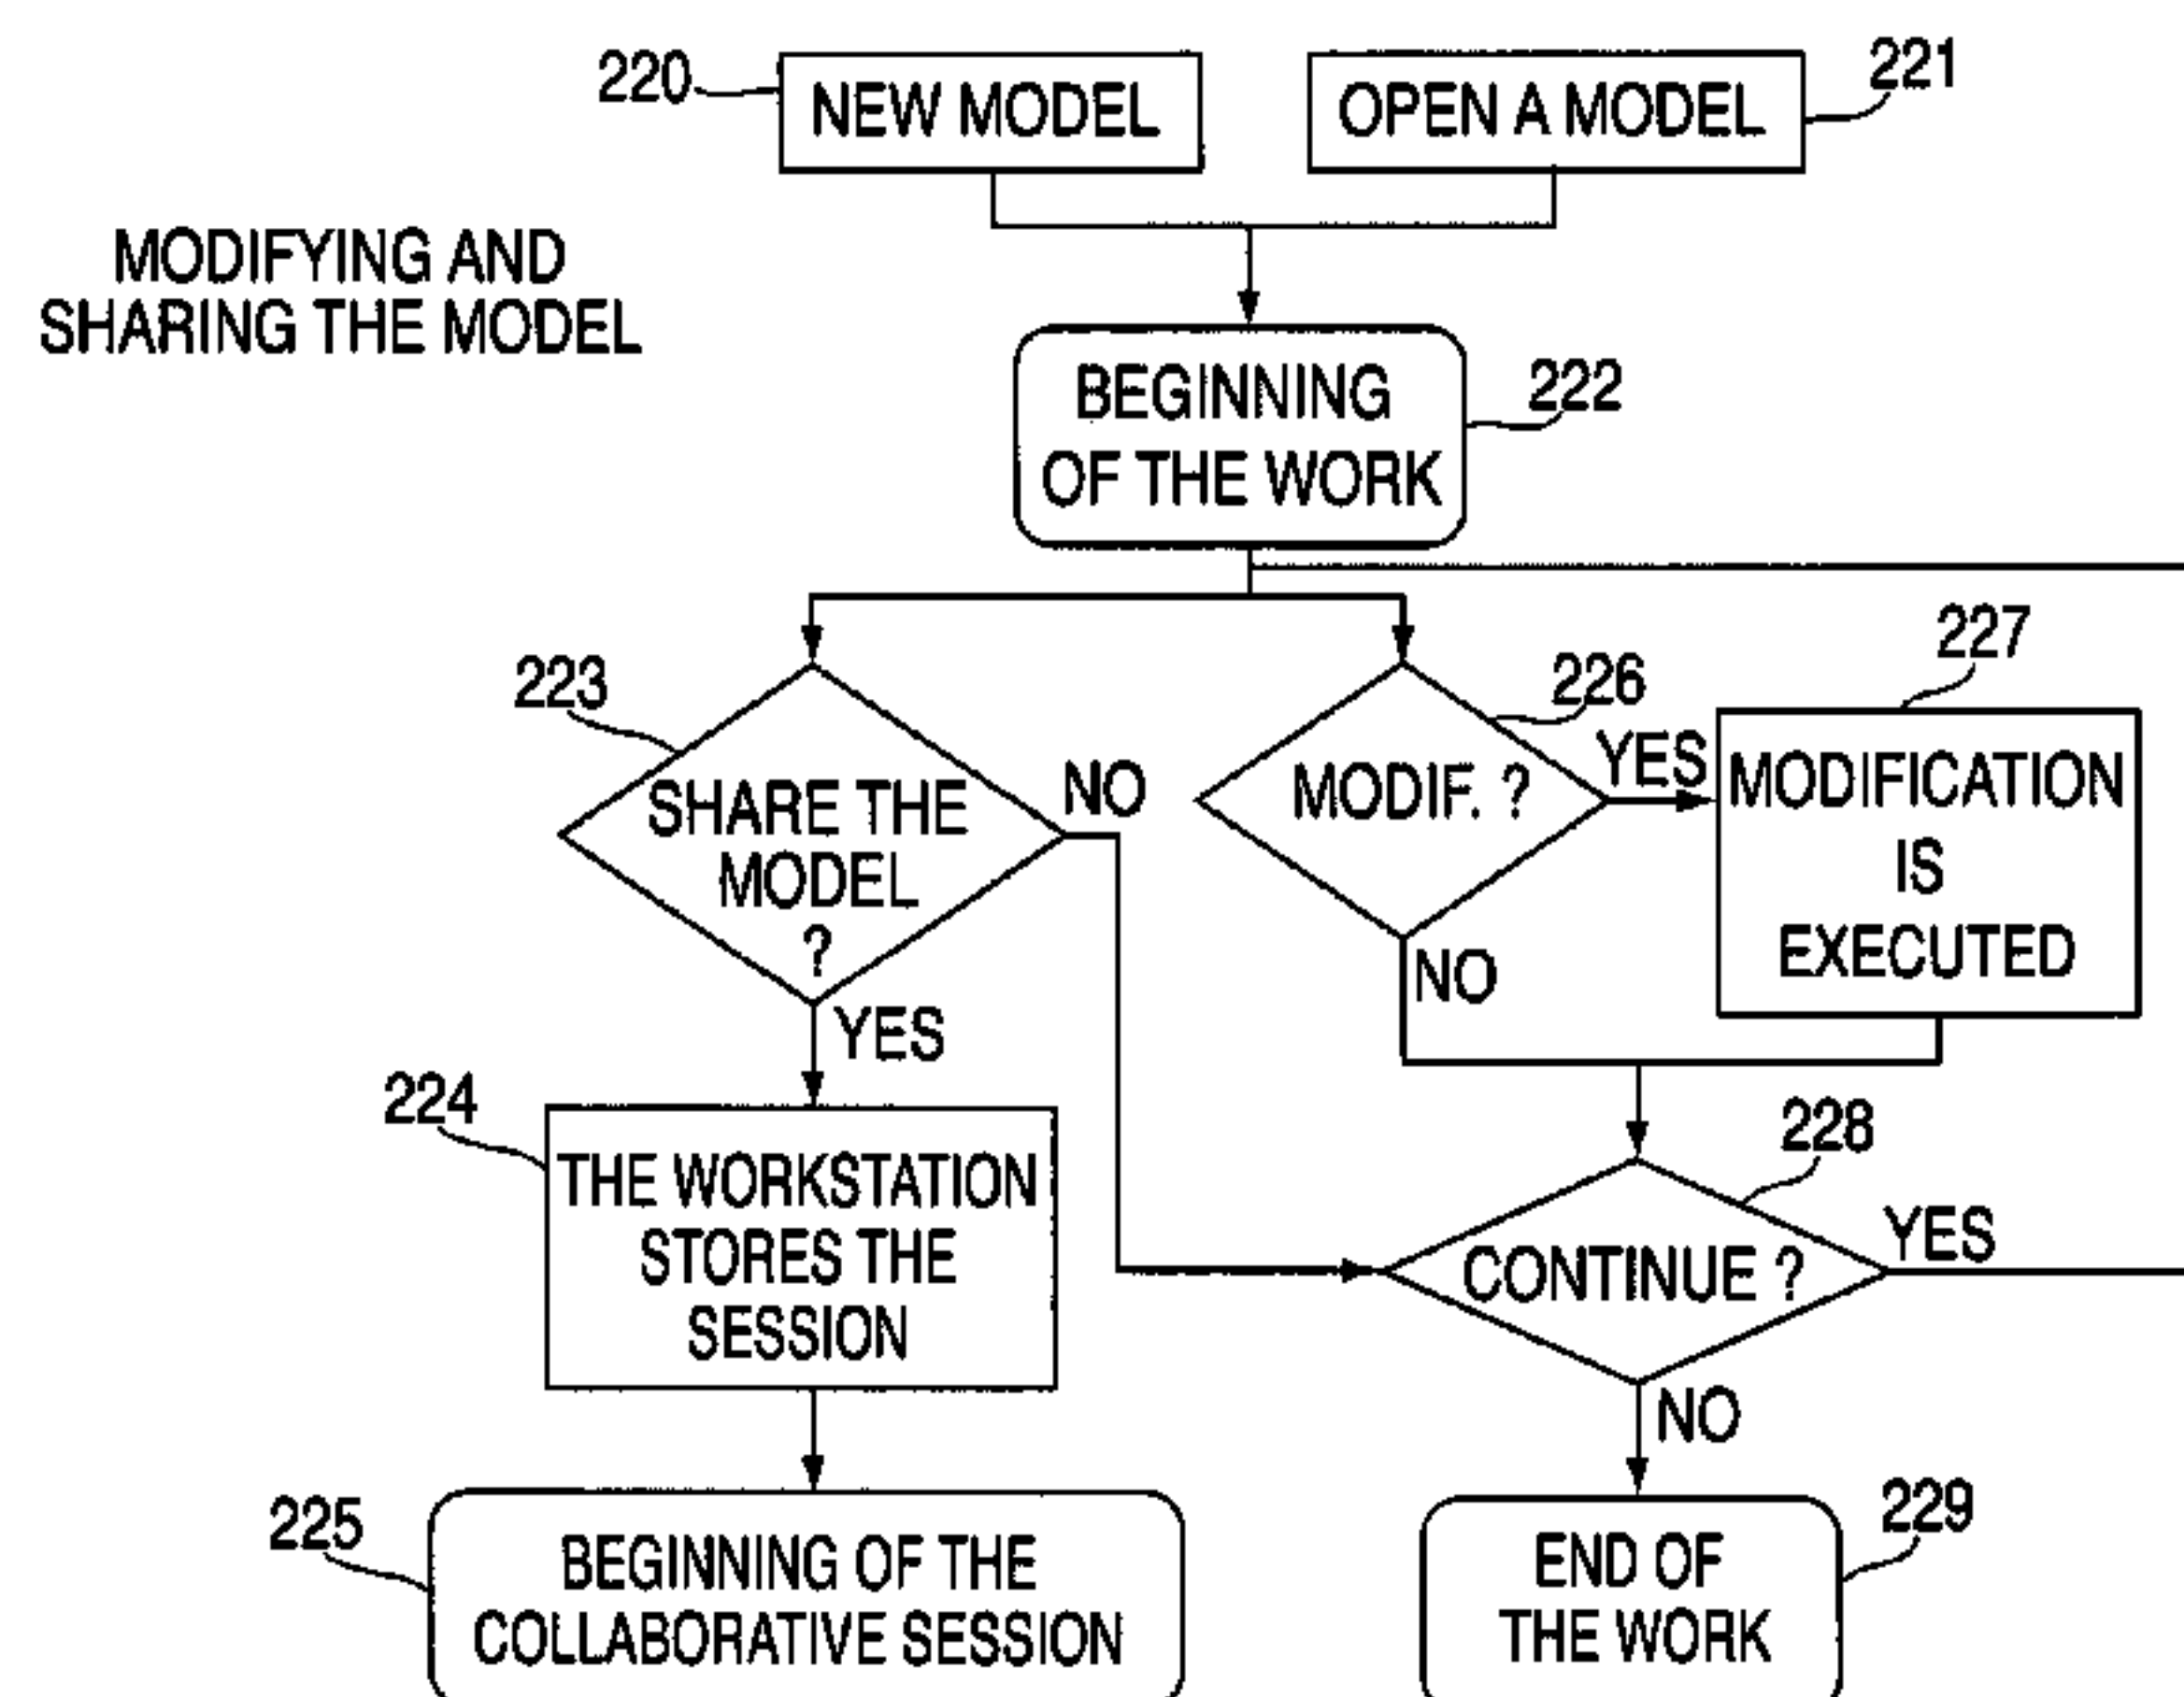 220
NEW MODEL
OPEN A MODEL
221
MODIFYING AND
SHARING THE MODEL
BEGINNING
OF THE WORK
222
223
SHARE THE
MODEL
?
NO
YES
226
MODIF. ?
YES
NO
227
MODIFICATION
IS
EXECUTED
224
THE WORKSTATION
STORES THE
SESSION
228
CONTINUE ?
YES
NO
225
BEGINNING OF THE
COLLABORATIVE SESSION
END OF
THE WORK
229